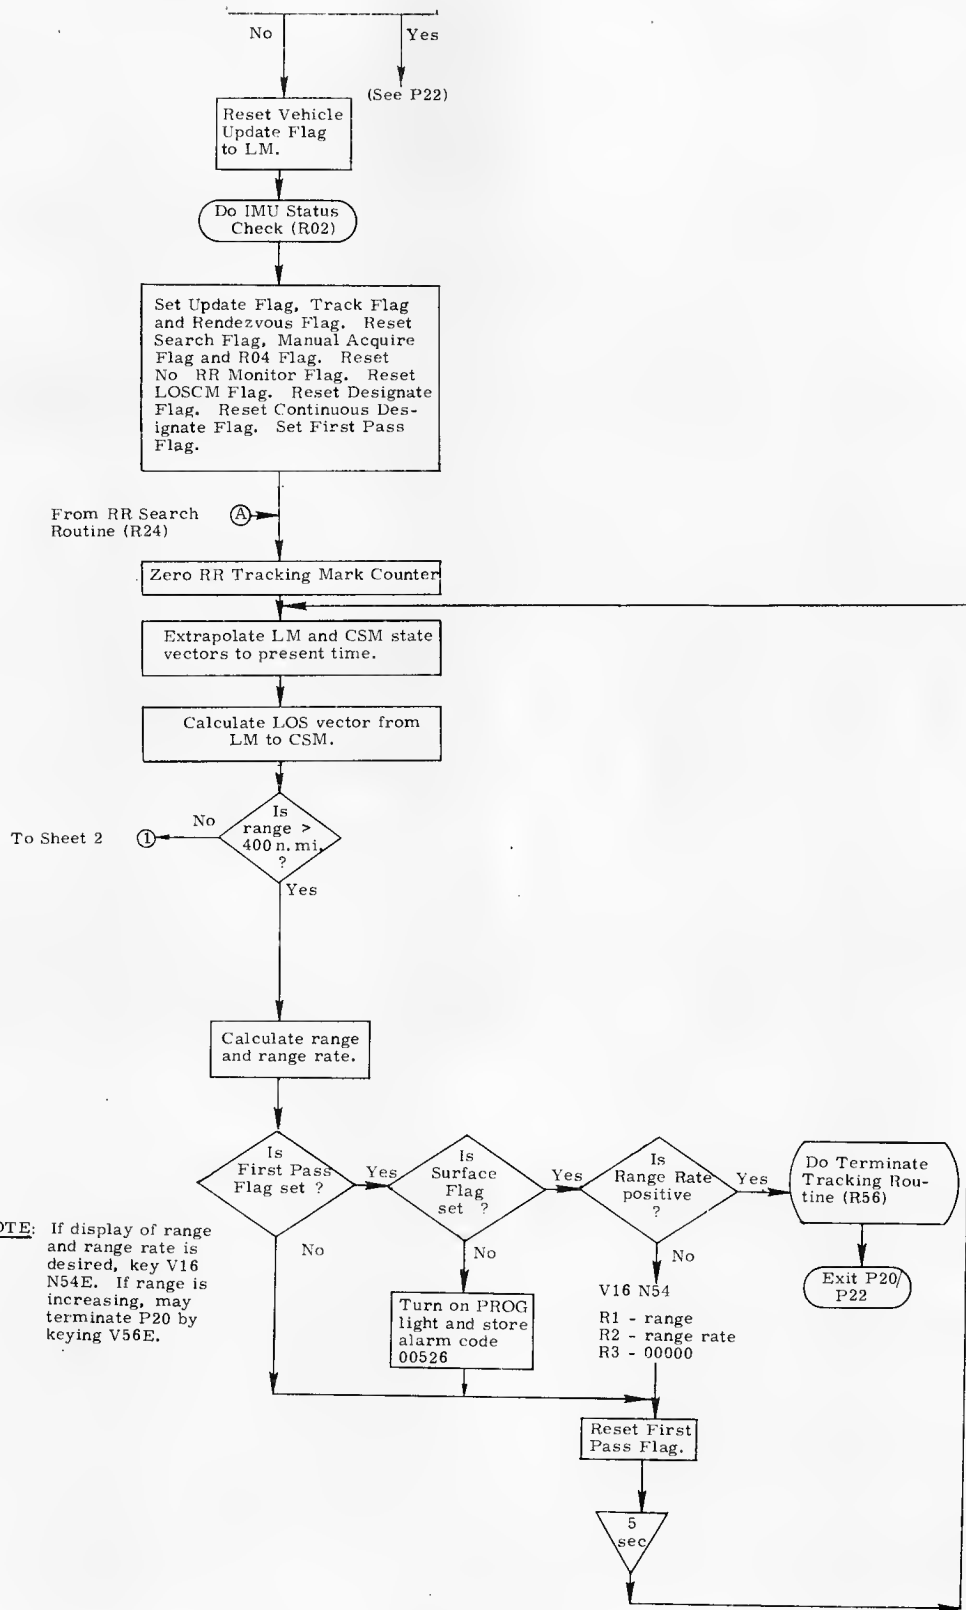 No
Yes
(See P22)
Reset Vehicle
Update Flag
to LM.
Do IMU Status
Check (R02)
Set Update Flag, Track Flag
and Rendezvous Flag. Reset
Search Flag, Manual Acquire
Flag and R04 Flag. Reset
No RR Monitor Flag. Reset
LOSCM Flag. Reset Designate
Flag. Reset Continuous Des-
ignate Flag. Set First Pass
Flag.
From RR Search
Routine (R24)
A
Zero RR Tracking Mark Counter
Extrapolate LM and CSM state
vectors to present time.
Calculate LOS vector from
LM to CSM.
Is
range >
400 n. mi.
?
No
To Sheet 2
1
Yes
Calculate range
and range rate.
Is
First Pass
Flag set ?
Yes
Is
Surface
Flag
set ?
Yes
Is
Range Rate
positive
?
Yes
Do Terminate
Tracking Rou-
tine (R56)
Exit P20/
P22
OTE: If display of range
and range rate is
desired, key V16
N54E. If range is
increasing, may
terminate P20 by
keying V56E.
No
No
Turn on PROG
light and store
alarm code
00526
No
V16 N54
R1 - range
R2 - range rate
R3 - 00000
Reset First
Pass Flag.
5
sec